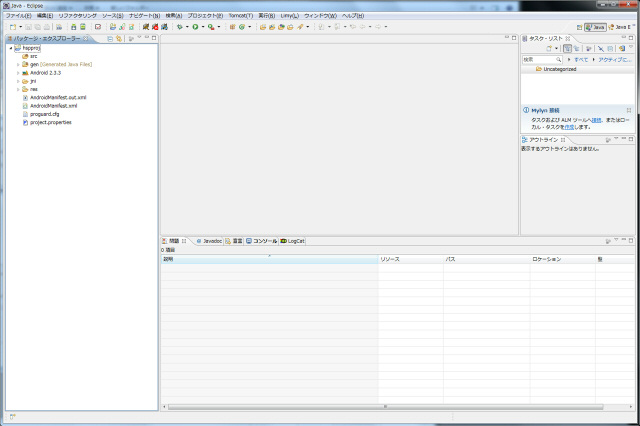 Java - Eclipse
ファイル(F) 編集(E) リファクタリング ソース(S) ナビゲート(N) 検索(A) プロジェクト(P) Tomcat(T) 実行(R) ウィンドウ(W) ヘルプ(H)
Java Java E
パッケージ・エクスプローラー
hspproj
src
gen [Generated Java Files]
Android 2.3.3
jni
res
AndroidManifest.out.xml
AndroidManifest.xml
proguard.cfg
project.properties
タスク・リスト
検索 すべて アクティブに...
Uncategorized
Mylyn 接続
タスクおよび ALM ツールへ接続、またはロー
カル・タスクを作成します。
アウトライン
表示するアウトラインはありません。
問題 Javadoc 宣言 コンソール LogCat
0 項目
説明 リソース パス ロケーション 型